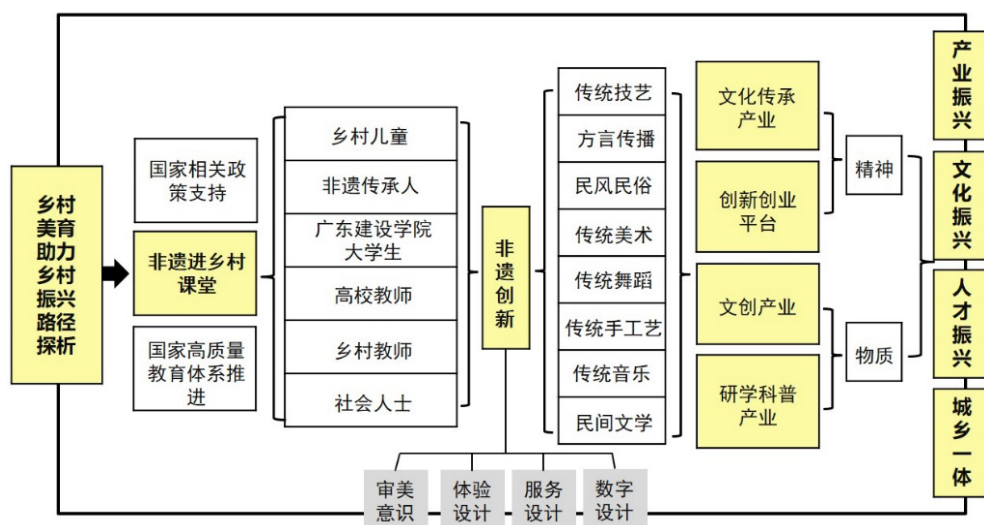 乡村
美育
助力
乡村
振兴
路径
探析
国家相关政
策支持
非遗进乡村
课堂
国家高质量
教育体系推
进
乡村儿童
非遗传承人
广东建设学院
大学生
高校教师
乡村教师
社会人士
非遗创新
审美
意识
体验
设计
服务
设计
数字
设计
传统技艺
方言传播
民风民俗
传统美术
传统舞蹈
传统手工艺
传统音乐
民间文学
文化传承
产业
创新创业
平台
文创产业
研学科普
产业
精神
物质
产业振兴
文化振兴
人才振兴
城乡一体